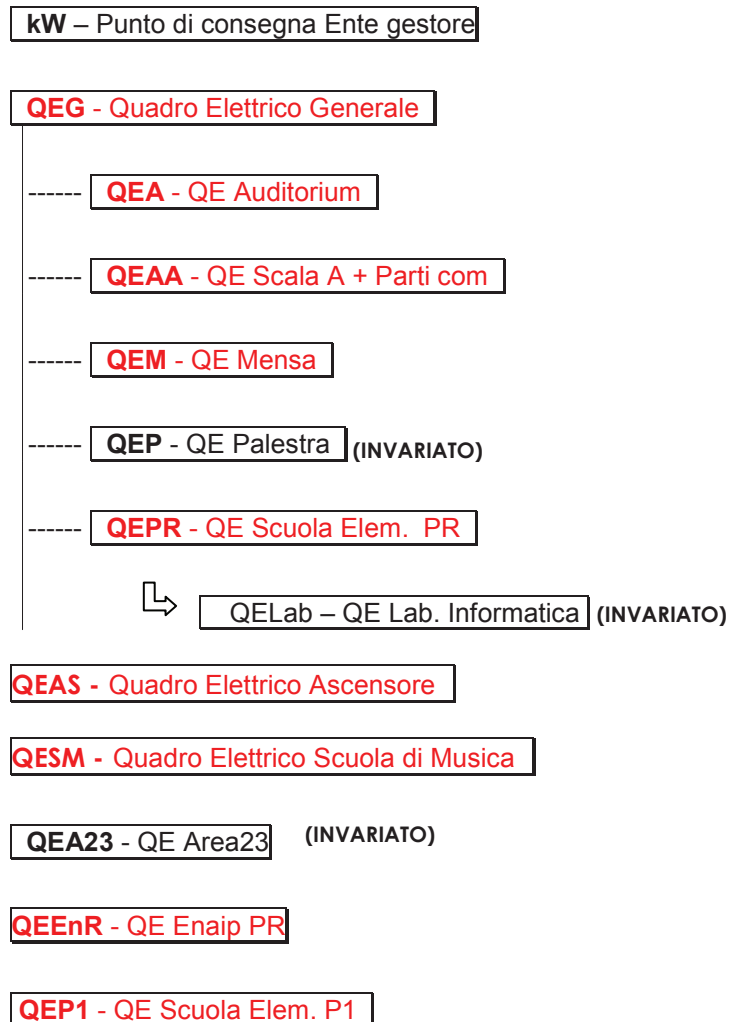 kW – Punto di consegna Ente gestore
QEG - Quadro Elettrico Generale
------ QEA - QE Auditorium
------ QEAA - QE Scala A + Parti com
------ QEM - QE Mensa
------ QEP - QE Palestra (INVARIATO)
------ QEPR - QE Scuola Elem. PR
QELab – QE Lab. Informatica (INVARIATO)
QEAS - Quadro Elettrico Ascensore
QESM - Quadro Elettrico Scuola di Musica
QEA23 - QE Area23 (INVARIATO)
QEEnR - QE Enaip PR
QEP1 - QE Scuola Elem. P1